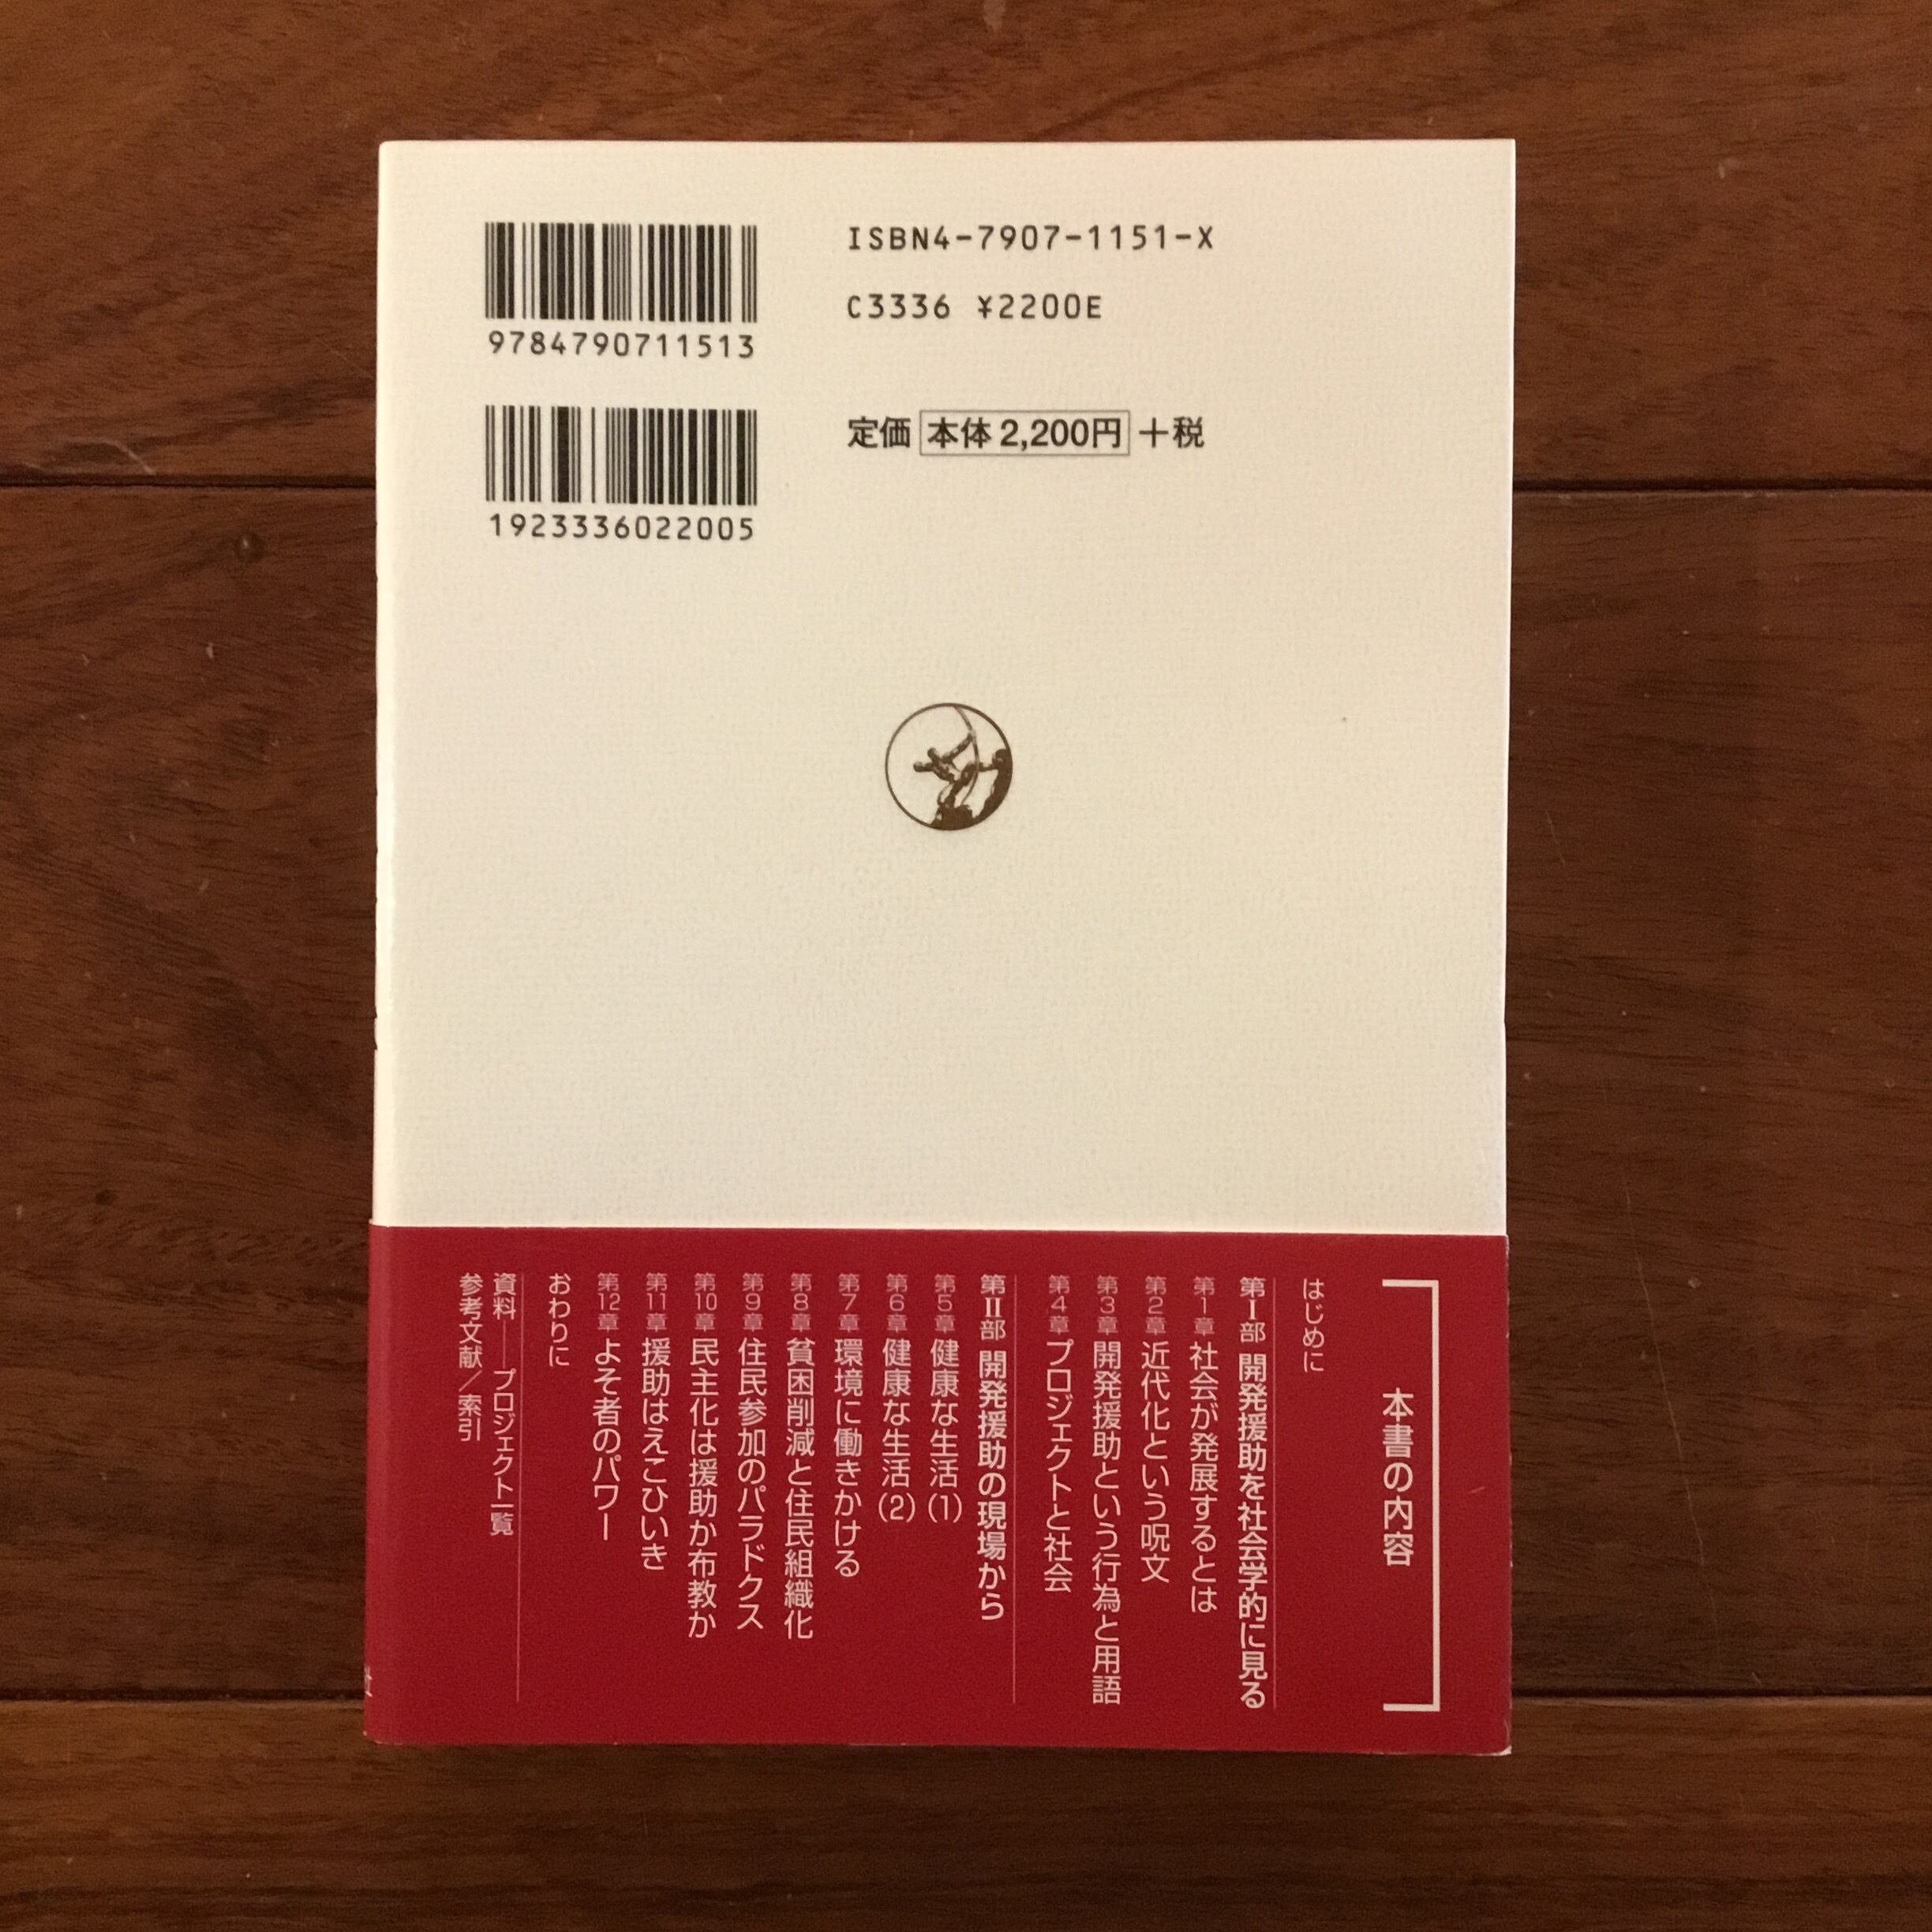 ISBN4-7907-1151-X
C3336 ¥2200E
9784790711513
定価 本体2,200円 +税
1923336022005
本書の内容
はじめに
第Ⅰ部 開発援助を社会学的に見る
第1章 社会が発展するとは
第2章 近代化という呪文
第3章 開発援助という行為と用語
第4章 プロジェクトと社会
第Ⅱ部 開発援助の現場から
第5章 健康な生活(1)
第6章 健康な生活(2)
第7章 環境に働きかける
第8章 貧困削減と住民組織化
第9章 住民参加のパラドクス
第10章 民主化は援助か布教か
第11章 援助はえこひいき
第12章 よそ者のパワー
おわりに
資料──プロジェクト一覧
参考文献/索引